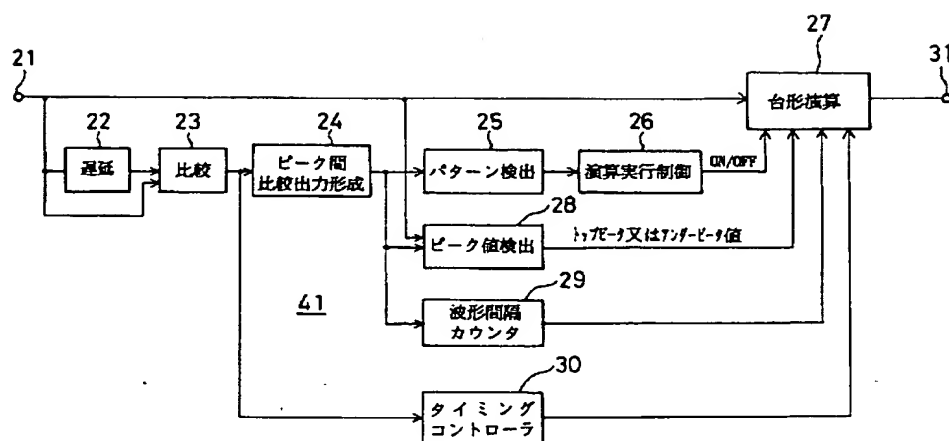 21
27
31
台形演算
22
23
24
25
26
遅延
比較
ピーク間
比較出力形成
パターン検出
演算実行制御
ON/OFF
28
ピーク値検出
トップピーク又はアンダーピーク値
41
29
波形間隔
カウンタ
30
タイミング
コントローラ